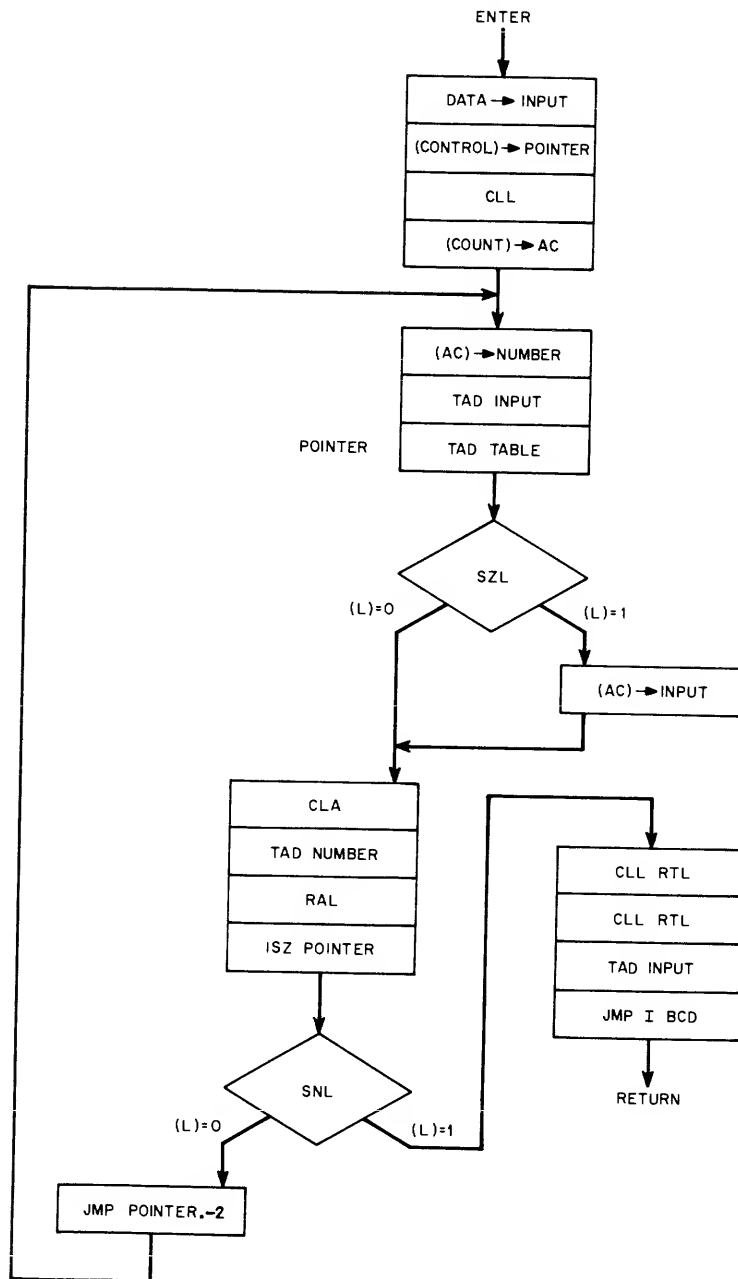 ENTER
DATA → INPUT
(CONTROL) → POINTER
CLL
(COUNT) → AC
(AC) → NUMBER
TAD INPUT
POINTER
TAD TABLE
SZL
(L)=0
(L)=1
(AC) → INPUT
CLA
TAD NUMBER
RAL
ISZ POINTER
SNL
(L)=0
(L)=1
JMP POINTER.-2
CLL RTL
CLL RTL
TAD INPUT
JMP I BCD
RETURN